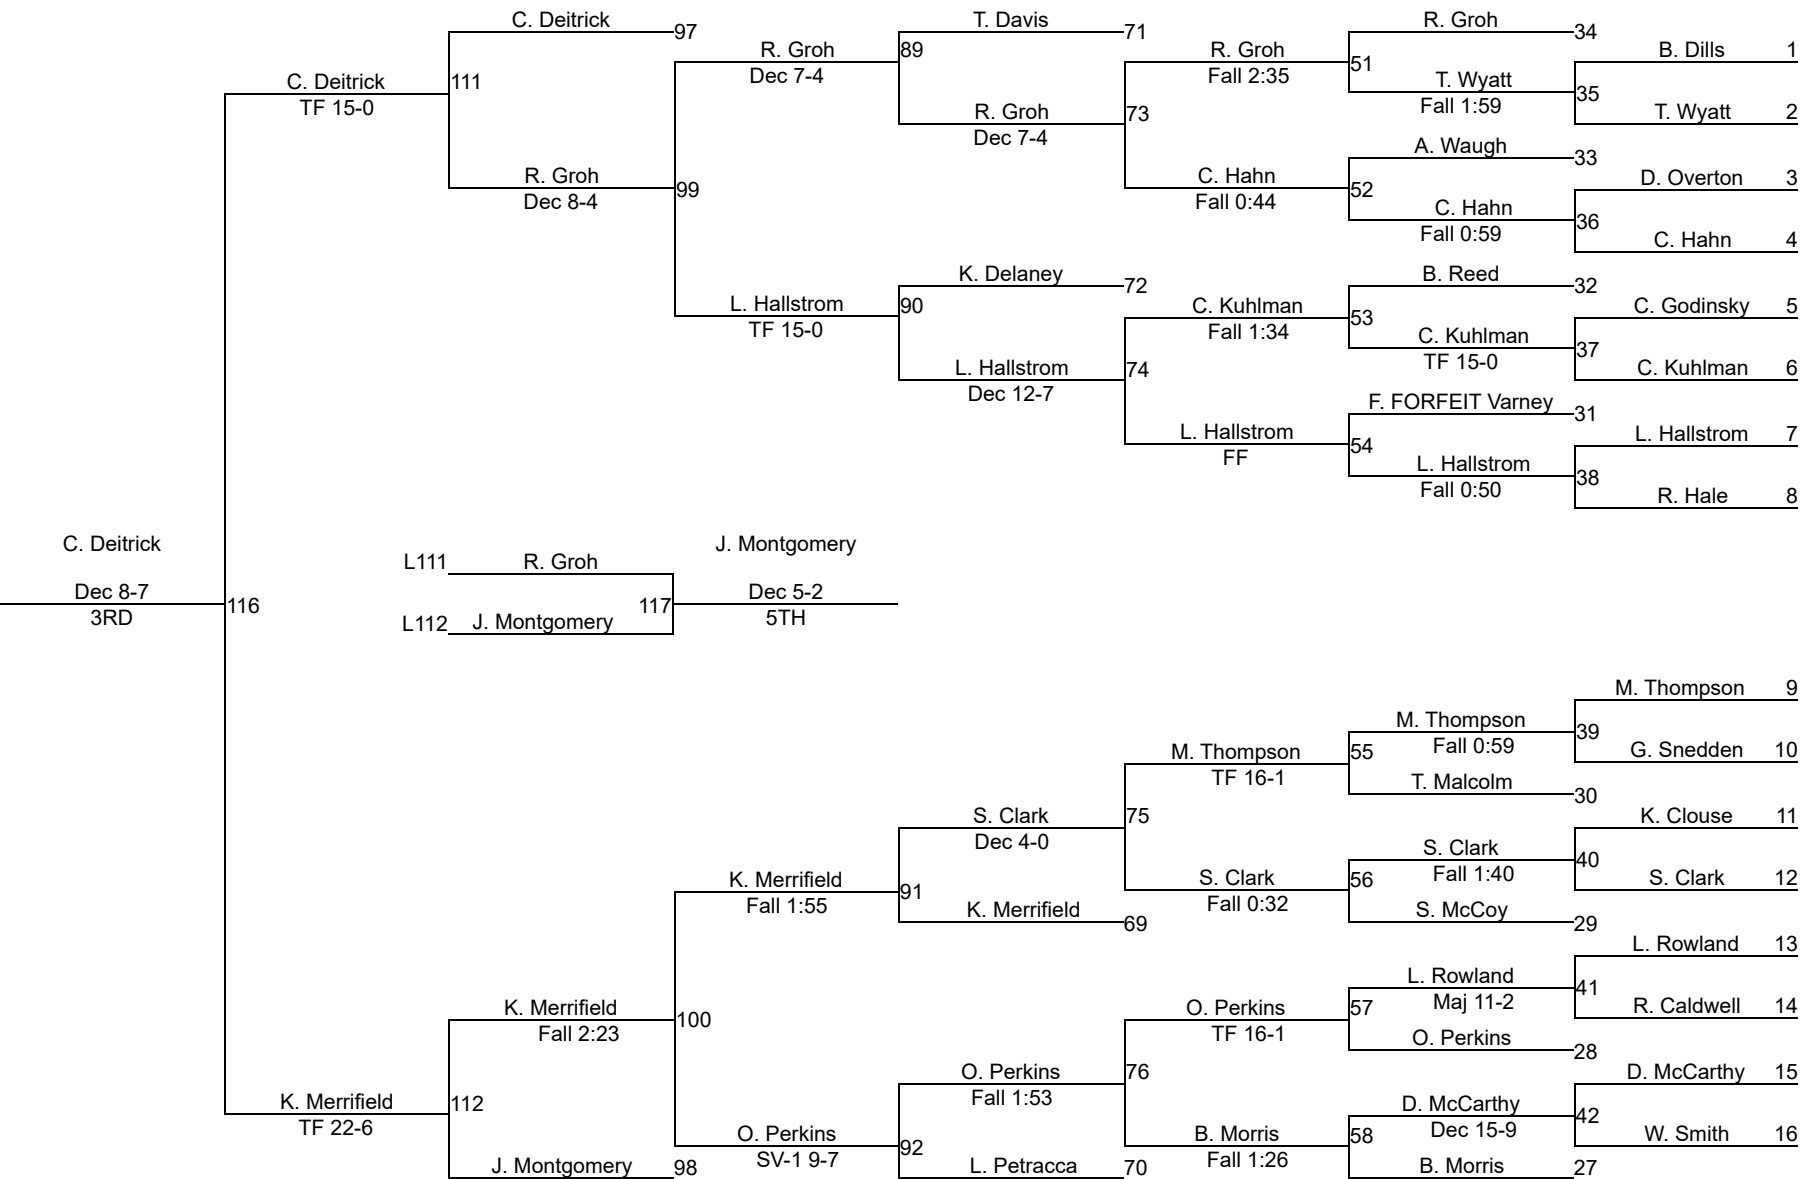 C. Deitrick
97
T. Davis
71
R. Groh
34
R. Groh
Dec 7-4
89
R. Groh
Fall 2:35
51
B. Dills
1
C. Deitrick
TF 15-0
111
T. Wyatt
Fall 1:59
35
R. Groh
Dec 7-4
73
T. Wyatt
2
A. Waugh
33
R. Groh
Dec 8-4
99
C. Hahn
Fall 0:44
52
D. Overton
3
C. Hahn
Fall 0:59
36
C. Hahn
4
K. Delaney
72
B. Reed
32
L. Hallstrom
TF 15-0
90
C. Kuhlman
Fall 1:34
53
C. Godinsky
5
C. Kuhlman
TF 15-0
37
L. Hallstrom
Dec 12-7
74
C. Kuhlman
6
F. FORFEIT Varney
31
L. Hallstrom
FF
54
L. Hallstrom
7
L. Hallstrom
Fall 0:50
38
R. Hale
8
C. Deitrick
Dec 8-7
3RD
116
L111
R. Groh
J. Montgomery
117
Dec 5-2
5TH
L112
J. Montgomery
M. Thompson
9
M. Thompson
Fall 0:59
39
M. Thompson
TF 16-1
55
G. Snedden
10
T. Malcolm
30
S. Clark
Dec 4-0
75
K. Clouse
11
S. Clark
Fall 1:40
40
K. Merrifield
Fall 1:55
91
S. Clark
Fall 0:32
56
S. Clark
12
K. Merrifield
69
S. McCoy
29
L. Rowland
13
L. Rowland
Maj 11-2
41
K. Merrifield
Fall 2:23
100
O. Perkins
TF 16-1
57
R. Caldwell
14
O. Perkins
28
O. Perkins
Fall 1:53
76
D. McCarthy
15
K. Merrifield
TF 22-6
112
D. McCarthy
Dec 15-9
42
O. Perkins
SV-1 9-7
92
B. Morris
Fall 1:26
58
W. Smith
16
J. Montgomery
98
L. Petracca
70
B. Morris
27